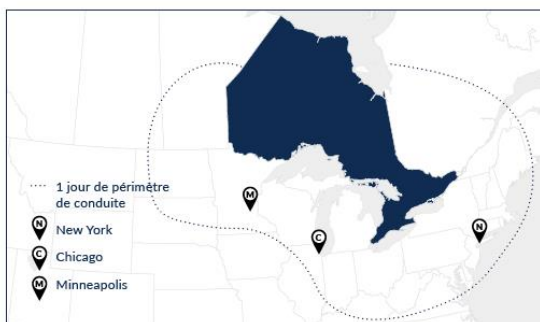 M
C
N
1 jour de périmètre
de conduite
N New York
C Chicago
M Minneapolis